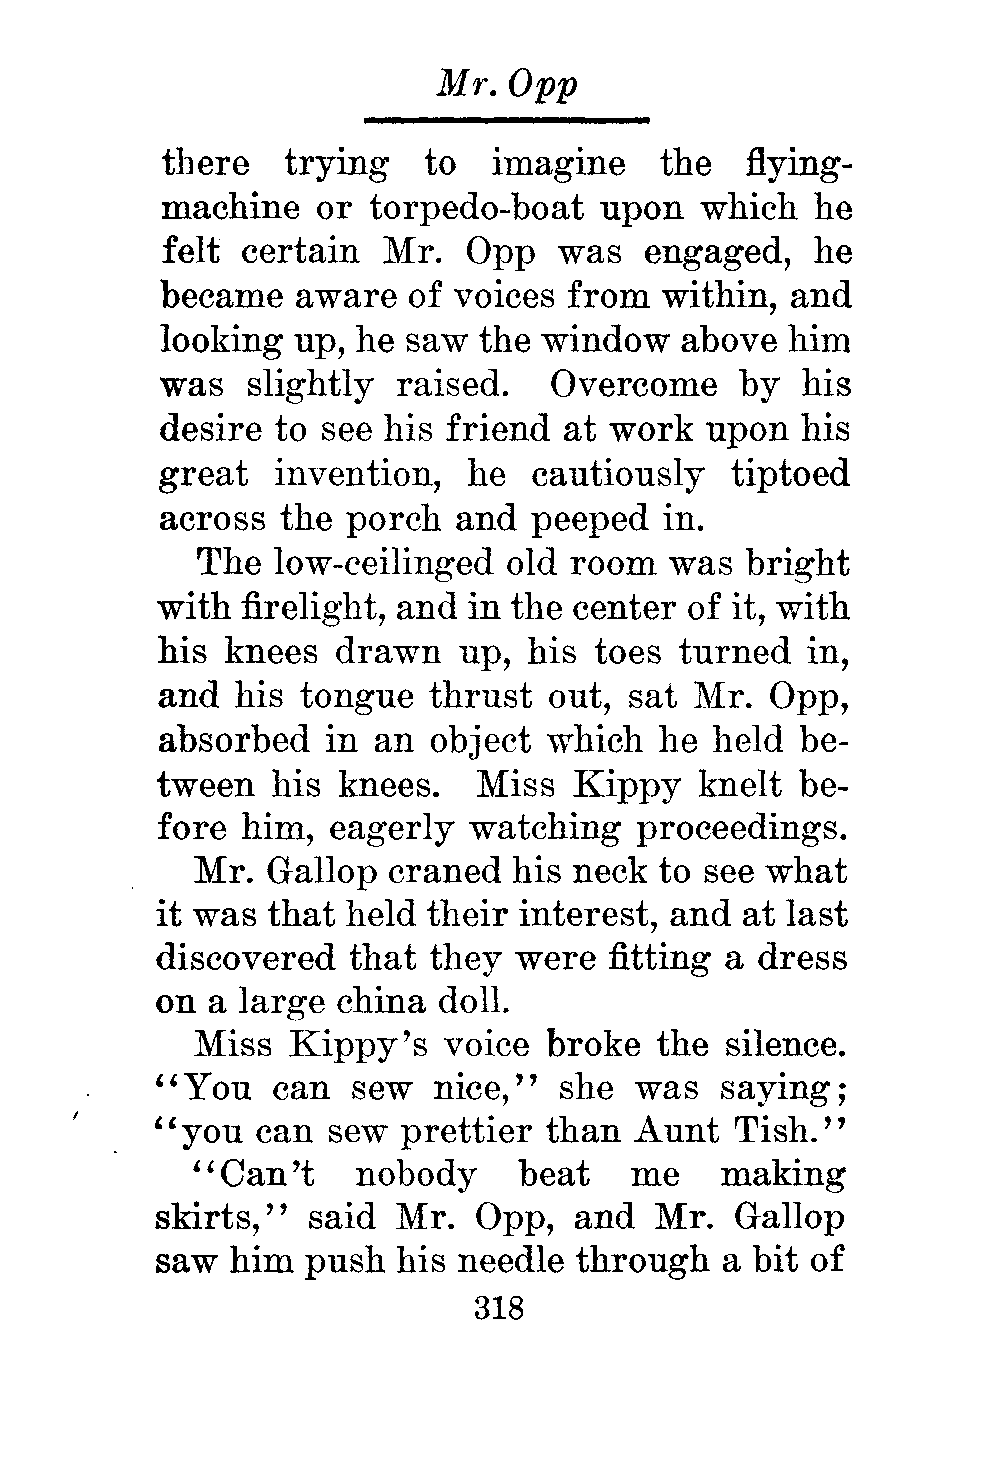 Mr. Opp
there trying to imagine the flying-
machine or torpedo-boat upon which he
felt certain Mr. Opp was engaged, he
became aware of voices from within, and
looking up, he saw the window above him
was slightly raised. Overcome by his
desire to see his friend at work upon his
great invention, he cautiously tiptoed
across the porch and peeped in.
The low-ceilinged old room was bright
with firelight, and in the center of it, with
his knees drawn up, his toes turned in,
and his tongue thrust out, sat Mr. Opp,
absorbed in an object which he held be-
tween his knees. Miss Kippy knelt be-
fore him, eagerly watching proceedings.
Mr. Gallop craned his neck to see what
it was that held their interest, and at last
discovered that they were fitting a dress
on a large china doll.
Miss Kippy's voice broke the silence.
"You can sew nice," she was saying;
"you can sew prettier than Aunt Tish."
"Can't nobody beat me making
skirts," said Mr. Opp, and Mr. Gallop
saw him push his needle through a bit of
318